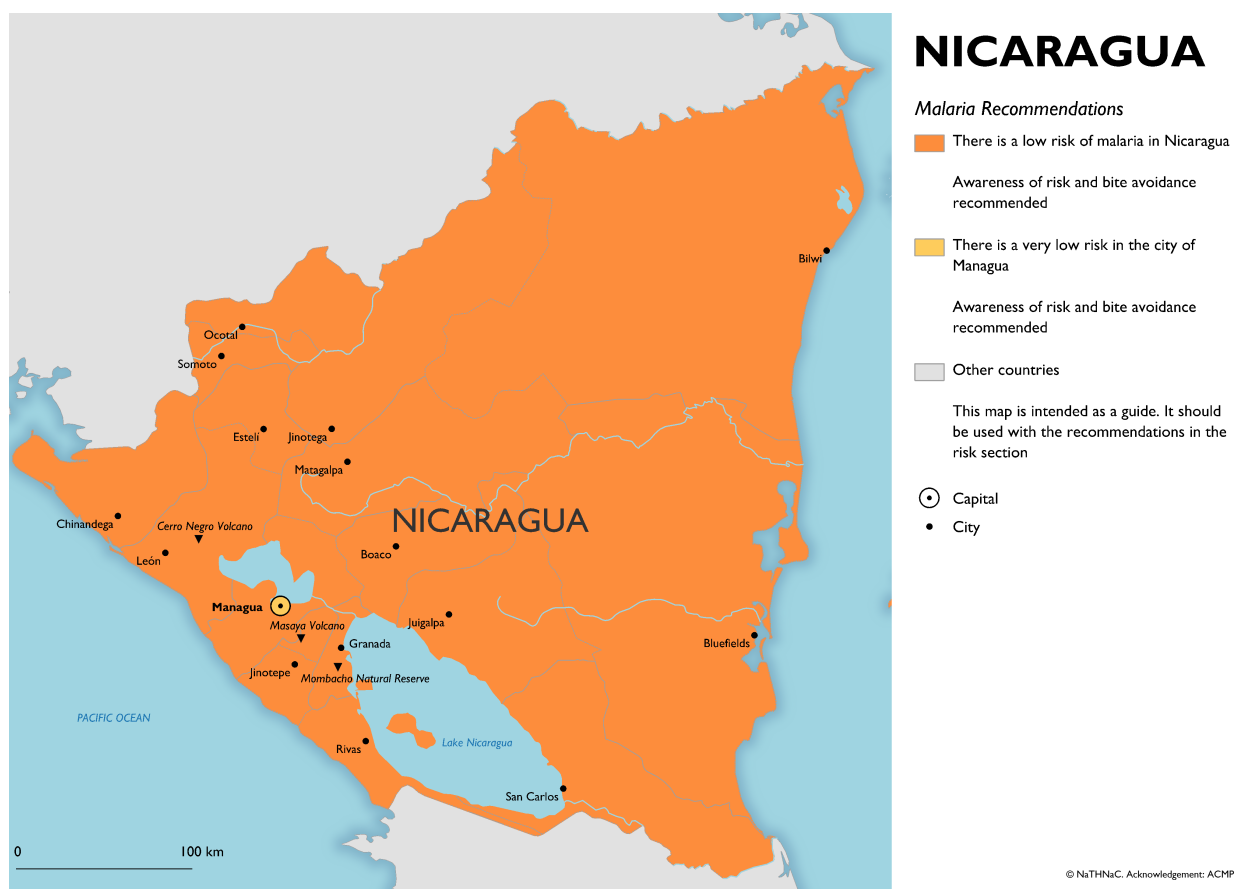 NICARAGUA
Malaria Recommendations
There is a low risk of malaria in Nicaragua
Awareness of risk and bite avoidance
recommended
There is a very low risk in the city of
Managua
Awareness of risk and bite avoidance
recommended
Other countries
This map is intended as a guide. It should
be used with the recommendations in the
risk section
Capital
City
Bilwi
Ocotal
Somoto
Estelí
Jinotega
Matagalpa
Chinandega
Cerro Negro Volcano
NICARAGUA
León
Boaco
Managua
Masaya Volcano
Juigalpa
Granada
Bluefields
Jinotepe
Mombacho Natural Reserve
PACIFIC OCEAN
Rivas
Lake Nicaragua
San Carlos
0 100 km
© NaTHNaC. Acknowledgement: ACMP